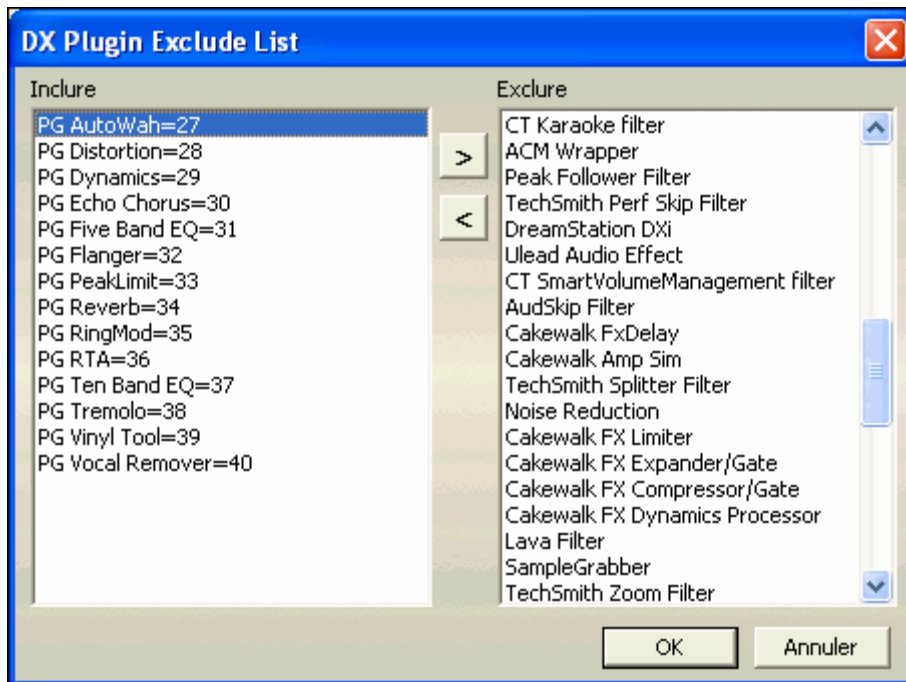 DX Plugin Exclude List
Inclure
PG AutoWah=27
PG Distortion=28
PG Dynamics=29
PG Echo Chorus=30
PG Five Band EQ=31
PG Flanger=32
PG PeakLimit=33
PG Reverb=34
PG RingMod=35
PG RTA=36
PG Ten Band EQ=37
PG Tremolo=38
PG Vinyl Tool=39
PG Vocal Remover=40
>
<
Exclure
CT Karaoke filter
ACM Wrapper
Peak Follower Filter
TechSmith Perf Skip Filter
DreamStation DXi
Ulead Audio Effect
CT SmartVolumeManagement filter
AudSkip Filter
Cakewalk FxDelay
Cakewalk Amp Sim
TechSmith Splitter Filter
Noise Reduction
Cakewalk FX Limiter
Cakewalk FX Expander/Gate
Cakewalk FX Compressor/Gate
Cakewalk FX Dynamics Processor
Lava Filter
SampleGrabber
TechSmith Zoom Filter
OK
Annuler